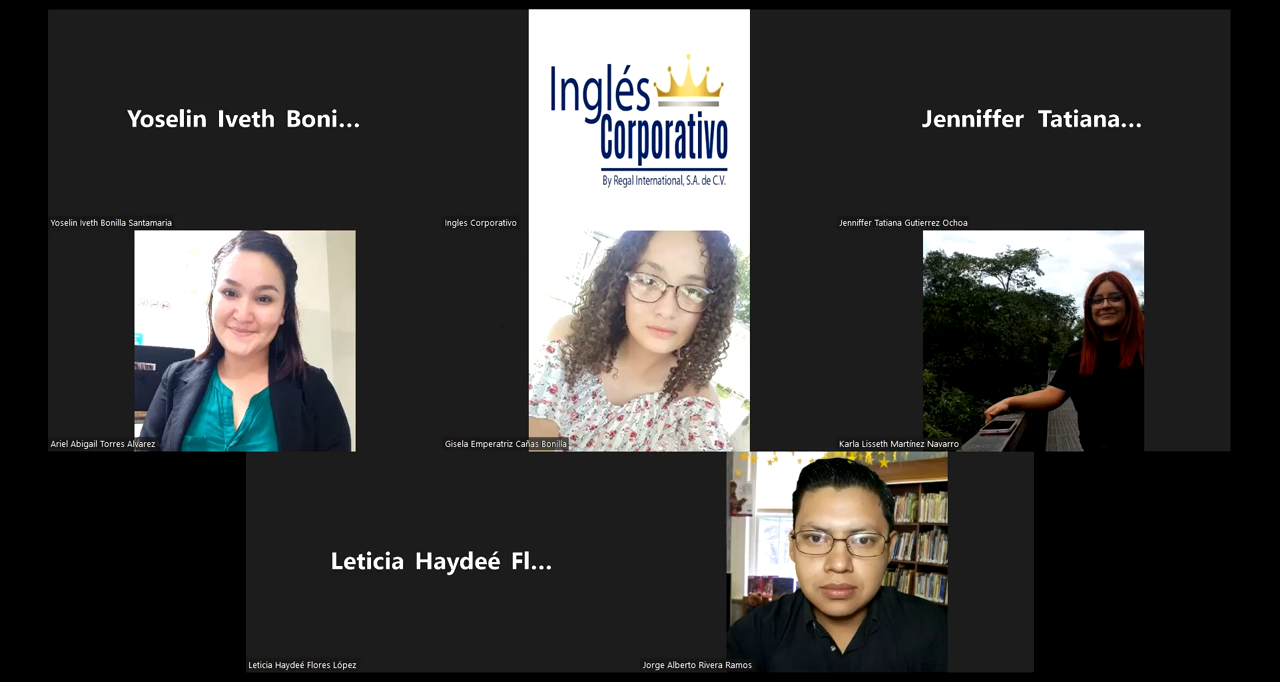 Yoselin Iveth Boni...
Inglés
Corporativo
By Regal International, S.A. de C.V.
Jenniffer Tatiana...
Yoselin Iveth Bonilla Santamaria
Ingles Corporativo
Jenniffer Tatiana Gutierrez Ochoa
Ariel Abigail Torres Alvarez
Gisela Emperatriz Cañas Bonilla
Karla Lisseth Martínez Navarro
Leticia Haydeé Fl...
Leticia Haydeé Flores López
Jorge Alberto Rivera Ramos